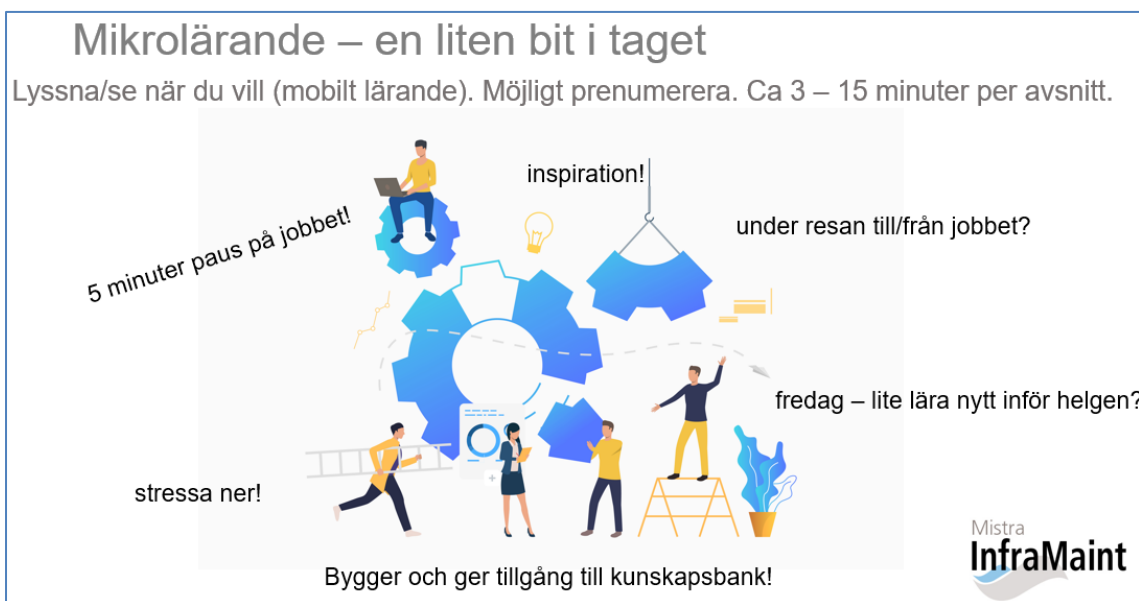 Mikrolärande – en liten bit i taget
Lyssna/se när du vill (mobilt lärande). Möjligt prenumerera. Ca 3 – 15 minuter per avsnitt.
inspiration!
5 minuter paus på jobbet!
under resan till/från jobbet?
fredag – lite lära nytt inför helgen?
stressa ner!
Bygger och ger tillgång till kunskapsbank!
Mistra
InfraMaint